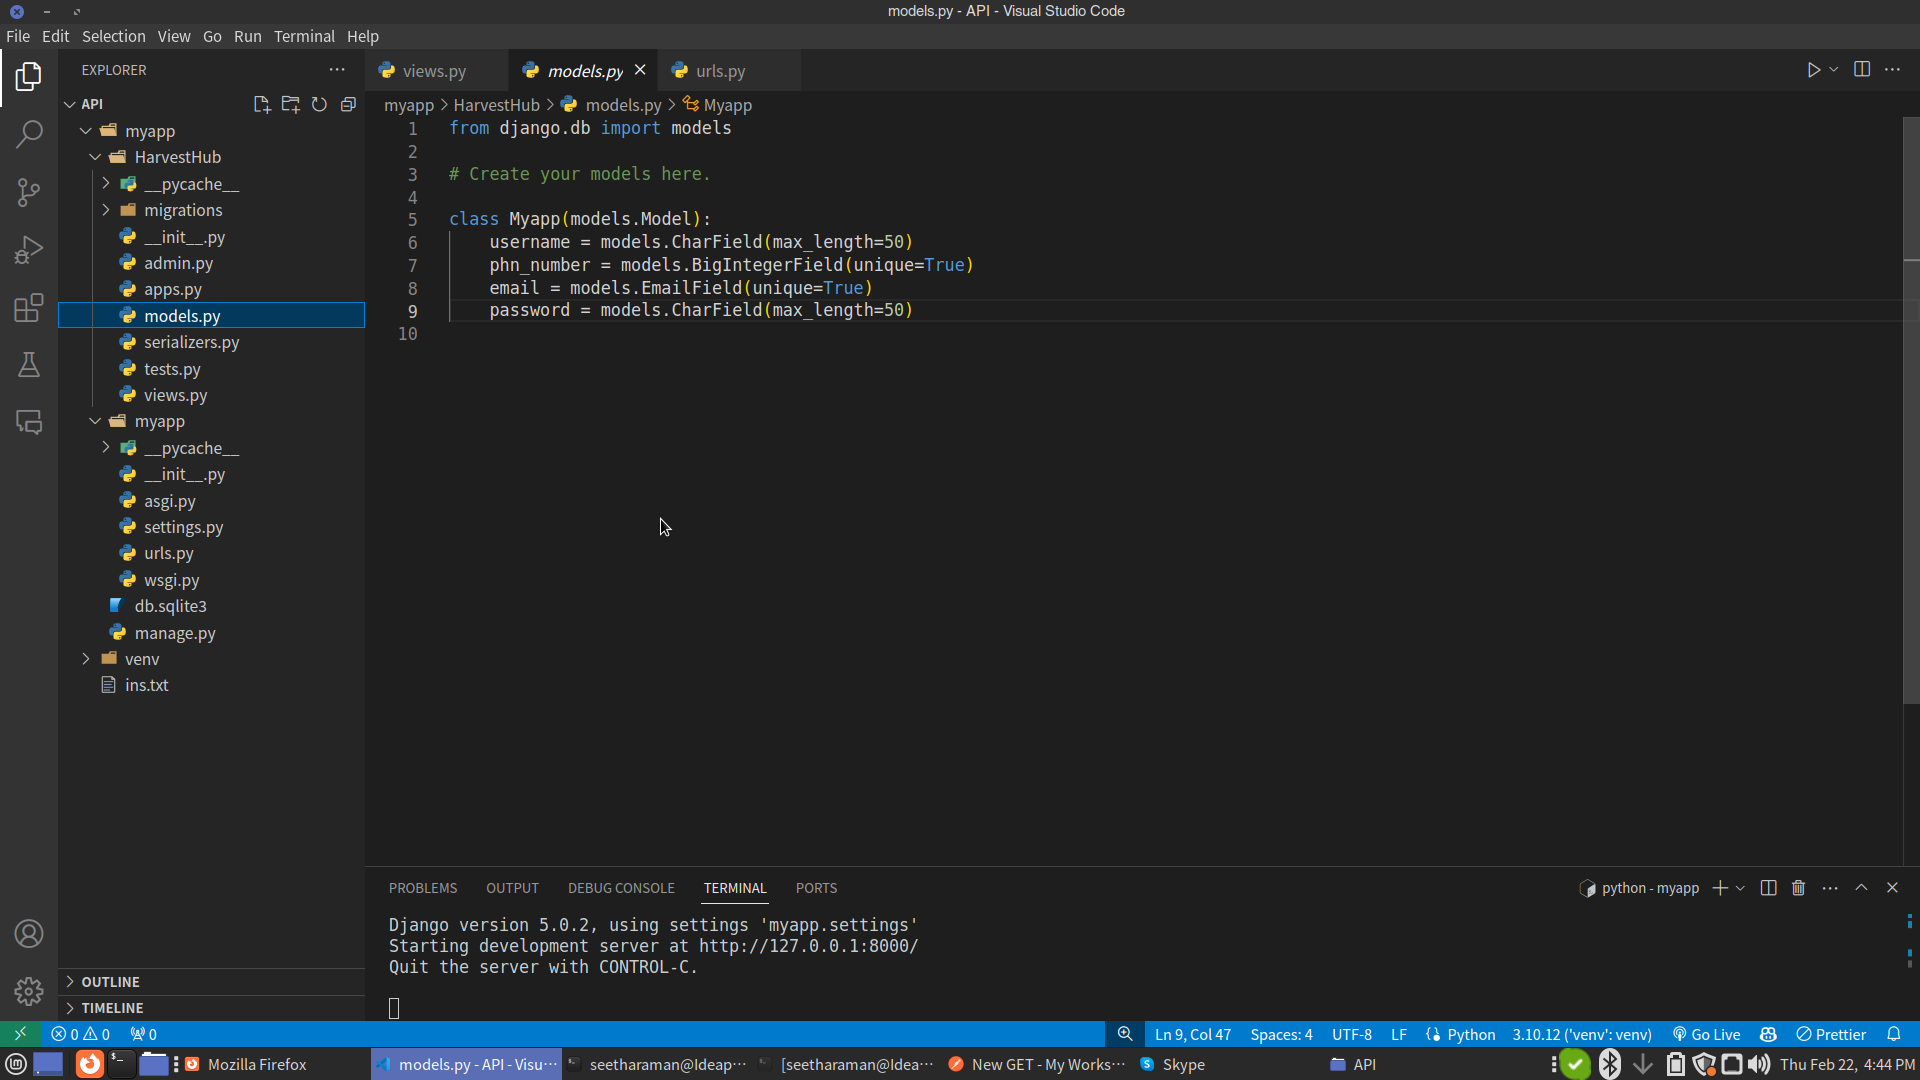 models.py - API - Visual Studio Code
File Edit Selection View Go Run Terminal Help
EXPLORER
API
myapp
HarvestHub
__pycache__
migrations
__init__.py
admin.py
apps.py
models.py
serializers.py
tests.py
views.py
myapp
__pycache__
__init__.py
asgi.py
settings.py
urls.py
wsgi.py
db.sqlite3
manage.py
venv
ins.txt
OUTLINE
TIMELINE
views.py models.py urls.py
myapp > HarvestHub > models.py > Myapp
1 from django.db import models
2
3 # Create your models here.
4
5 class Myapp(models.Model):
6 username = models.CharField(max_length=50)
7 phn_number = models.BigIntegerField(unique=True)
8 email = models.EmailField(unique=True)
9 password = models.CharField(max_length=50)
10
PROBLEMS OUTPUT DEBUG CONSOLE TERMINAL PORTS
python - myapp
Django version 5.0.2, using settings 'myapp.settings'
Starting development server at http://127.0.0.1:8000/
Quit the server with CONTROL-C.
0 0 0 Ln 9, Col 47 Spaces: 4 UTF-8 LF Python 3.10.12 ('venv': venv) Go Live Prettier
Mozilla Firefox models.py - API - Visu··· seetharaman@Ideap··· [seetharaman@Idea··· New GET - My Works··· Skype API Thu Feb 22, 4:44 PM